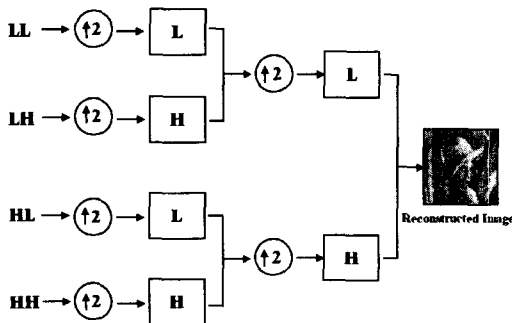 LL ↑2 L
↑2 L
LH ↑2 H
Reconstructed Image
HL ↑2 L
↑2 H
HH ↑2 H